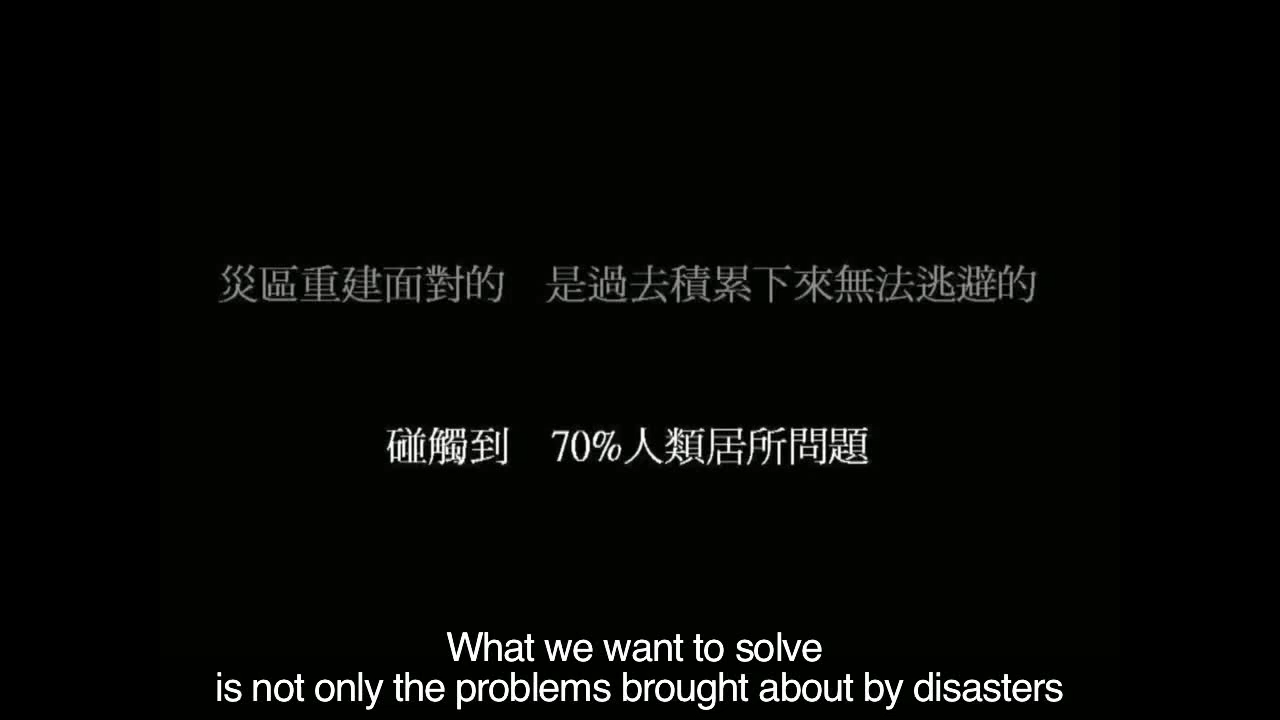 災區重建面對的　是過去積累下來無法逃避的
碰觸到　70%人類居所問題
What we want to solve
is not only the problems brought about by disasters